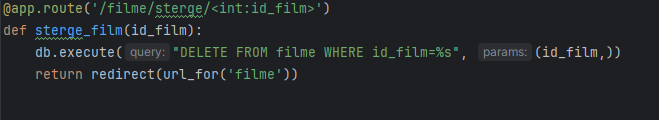 @app.route('/filme/sterge/<int:id_film>')
def sterge_film(id_film):
    db.execute( query: "DELETE FROM filme WHERE id_film=%s", params: (id_film,))
    return redirect(url_for('filme'))